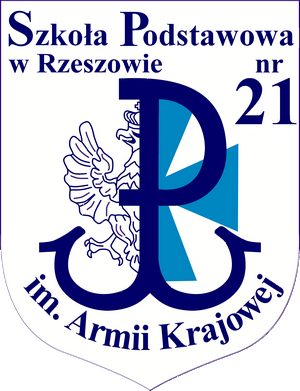 Szkoła Podstawowa
w Rzeszowie nr
21
im. Armii Krajowej